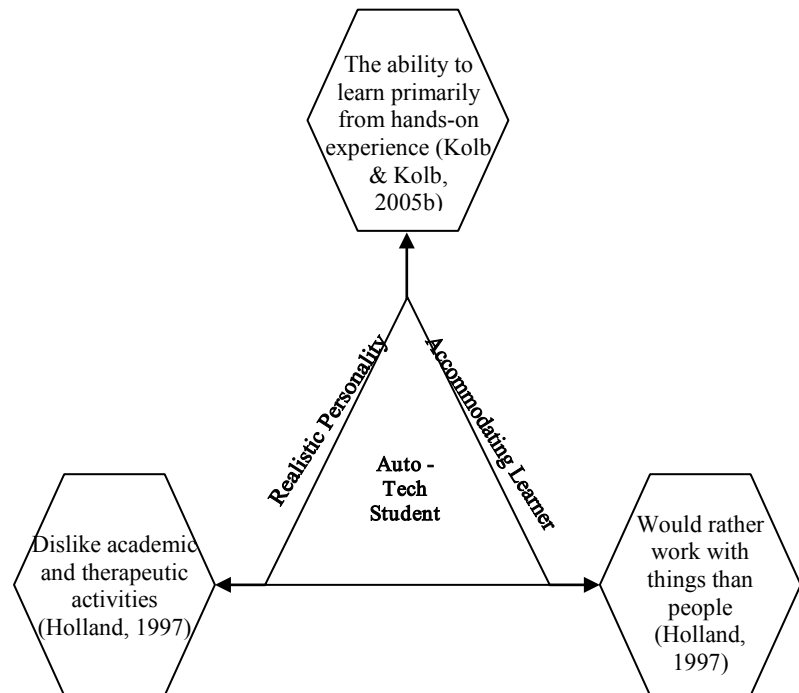 The ability to
learn primarily
from hands-on
experience (Kolb
& Kolb,
2005b)
Realistic Personality
Accommodating Learner
Auto -
Tech
Student
Dislike academic
and therapeutic
activities
(Holland, 1997)
Would rather
work with
things than
people
(Holland,
1997)